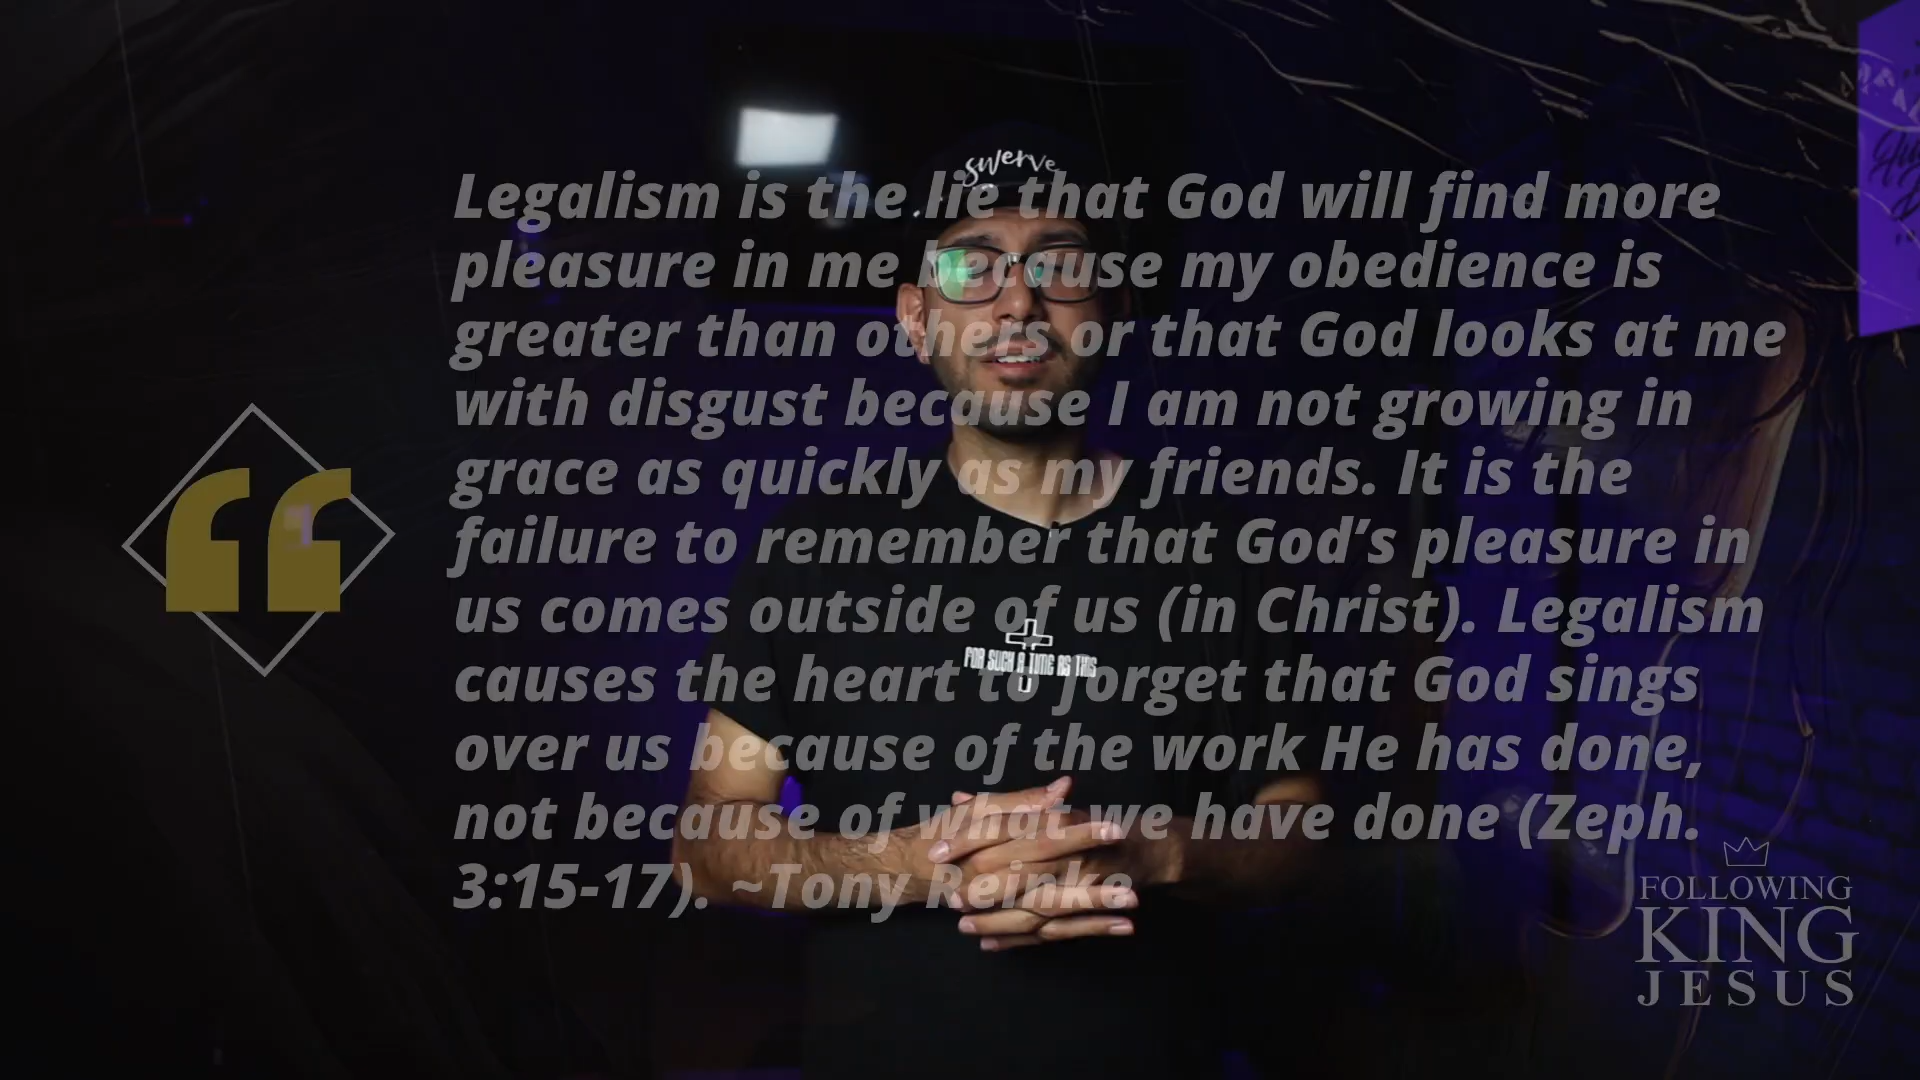 swerve
Legalism is the lie that God will find more
pleasure in me because my obedience is
greater than others or that God looks at me
with disgust because I am not growing in
grace as quickly as my friends. It is the
failure to remember that God’s pleasure in
us comes outside of us (in Christ). Legalism
causes the heart to forget that God sings
over us because of the work He has done,
not because of what we have done (Zeph.
3:15-17). ~Tony Reinke
FOR SUCH A TIME AS THIS
FOLLOWING
KING
JESUS